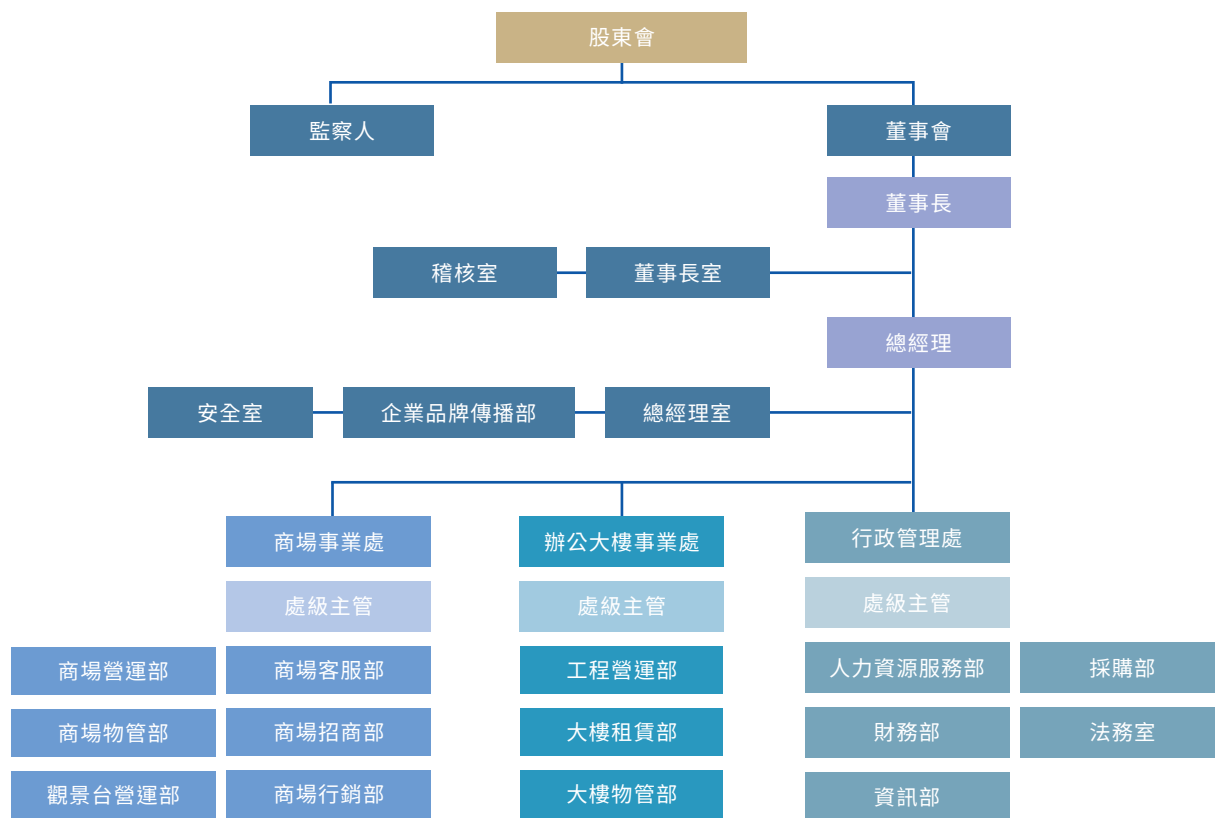 股東會
監察人
董事會
董事長
稽核室
董事長室
總經理
安全室
企業品牌傳播部
總經理室
商場事業處
辦公大樓事業處
行政管理處
處級主管
處級主管
處級主管
商場營運部
商場客服部
工程營運部
人力資源服務部
採購部
商場物管部
商場招商部
大樓租賃部
財務部
法務室
觀景台營運部
商場行銷部
大樓物管部
資訊部